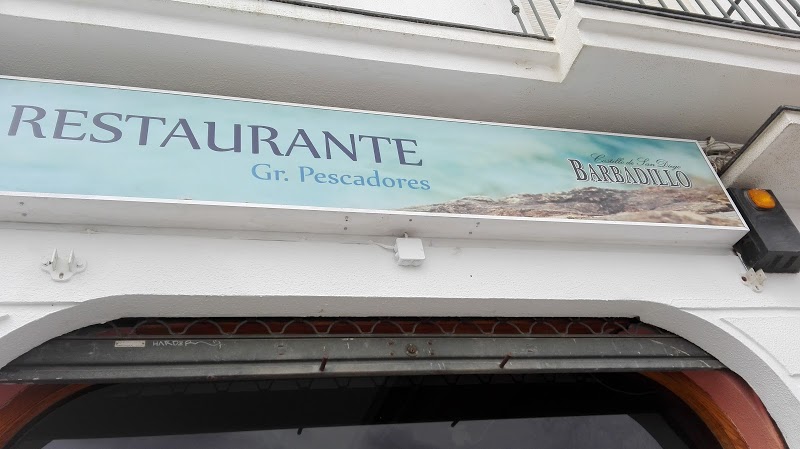 RESTAURANTE
Gr. Pescadores
Castillo de San Diego
BARBADILLO